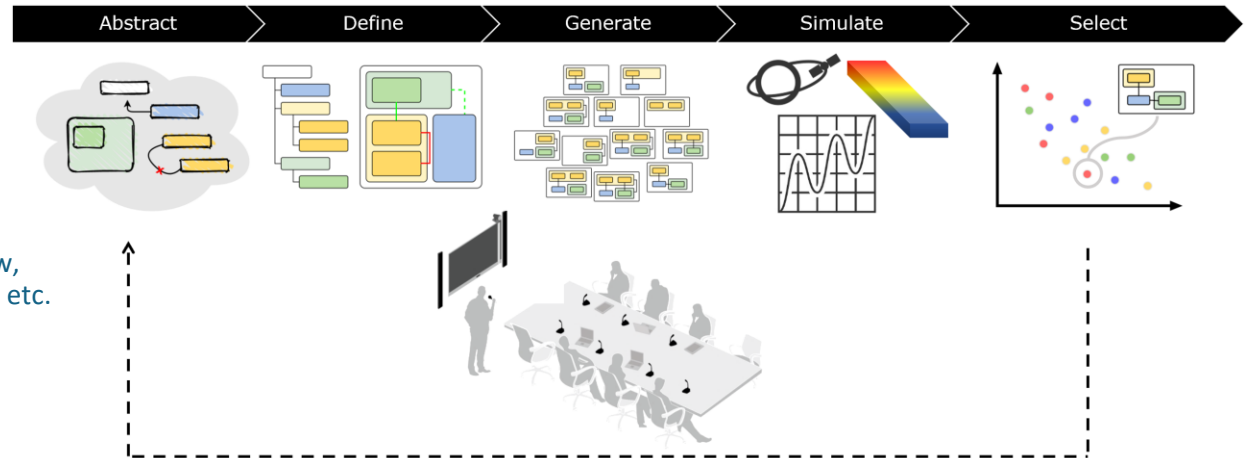 Abstract
Define
Generate
Simulate
Select
etc.